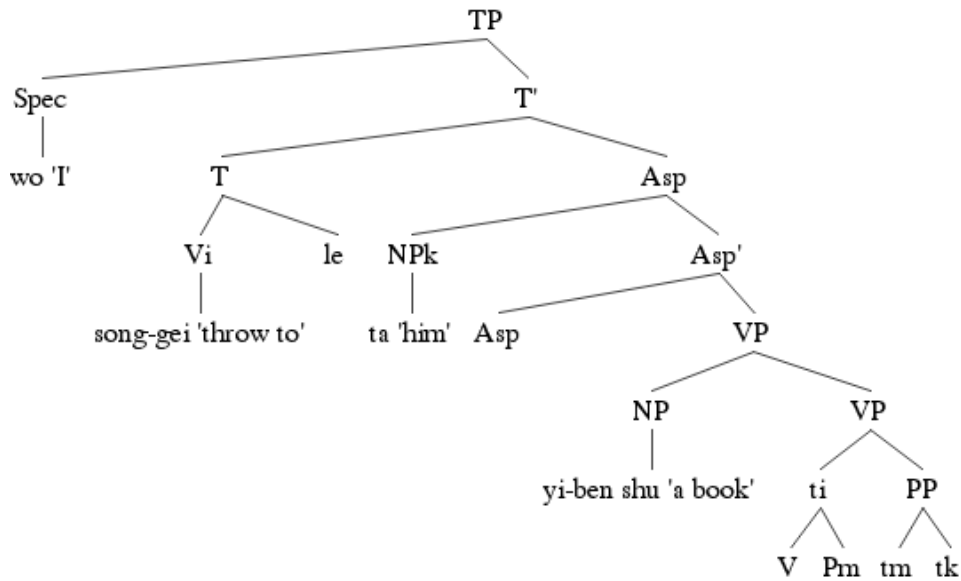 TP
Spec T'
wo 'I' T Asp
Vi le NPk Asp'
song-gei 'throw to' ta 'him' Asp VP
NP VP
yi-ben shu 'a book' ti PP
V Pm tm tk